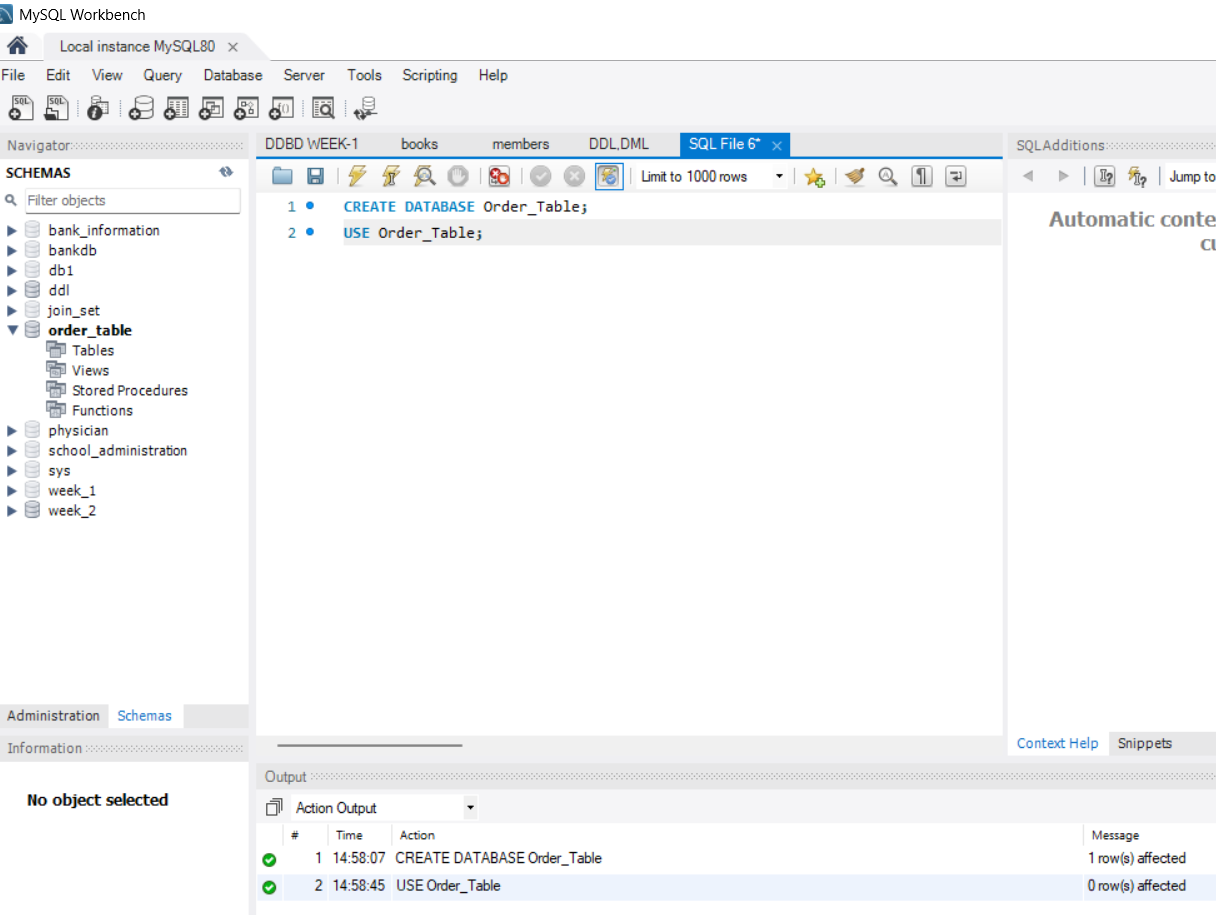 MySQL Workbench
Local instance MySQL80
File Edit View Query Database Server Tools Scripting Help
Navigator
SCHEMAS
Filter objects
bank_information
bankdb
db1
ddl
join_set
order_table
Tables
Views
Stored Procedures
Functions
physician
school_administration
sys
week_1
week_2
Administration Schemas
Information
No object selected
DDBD WEEK-1 books members DDL,DML SQL File 6*
Limit to 1000 rows
1 CREATE DATABASE Order_Table;
2 USE Order_Table;
SQLAdditions
Jump to
Automatic conte
cu
Context Help Snippets
Output
Action Output
# Time Action Message
1 14:58:07 CREATE DATABASE Order_Table 1 row(s) affected
2 14:58:45 USE Order_Table 0 row(s) affected